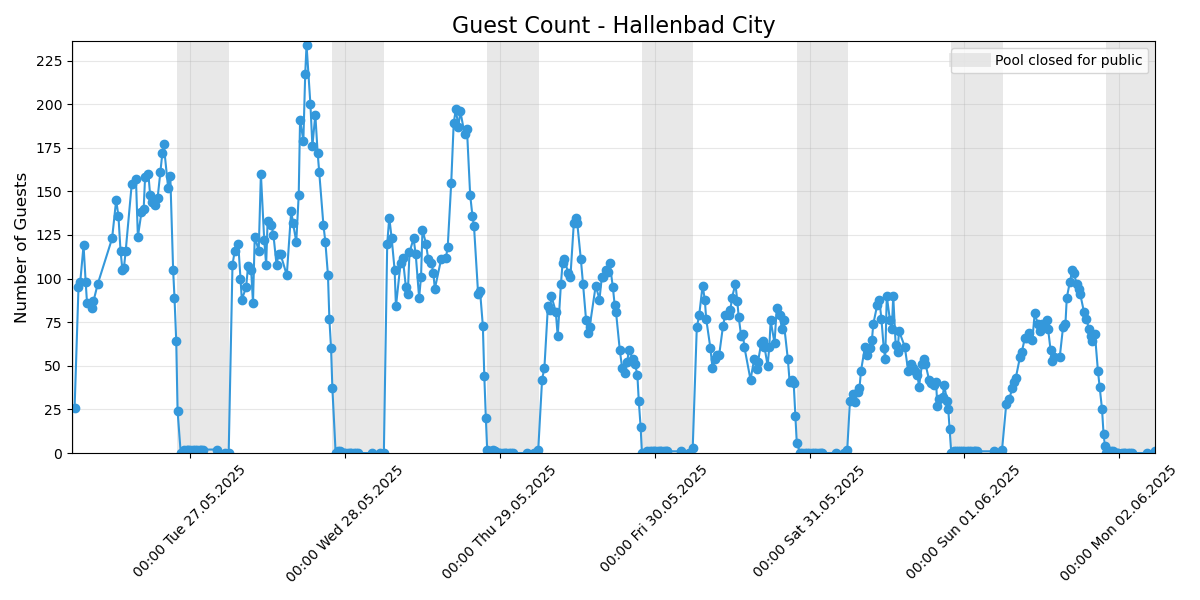 Guest Count - Hallenbad City
Pool closed for public
Number of Guests
225
200
175
150
125
100
75
50
25
0
00:00 Tue 27.05.2025
00:00 Wed 28.05.2025
00:00 Thu 29.05.2025
00:00 Fri 30.05.2025
00:00 Sat 31.05.2025
00:00 Sun 01.06.2025
00:00 Mon 02.06.2025